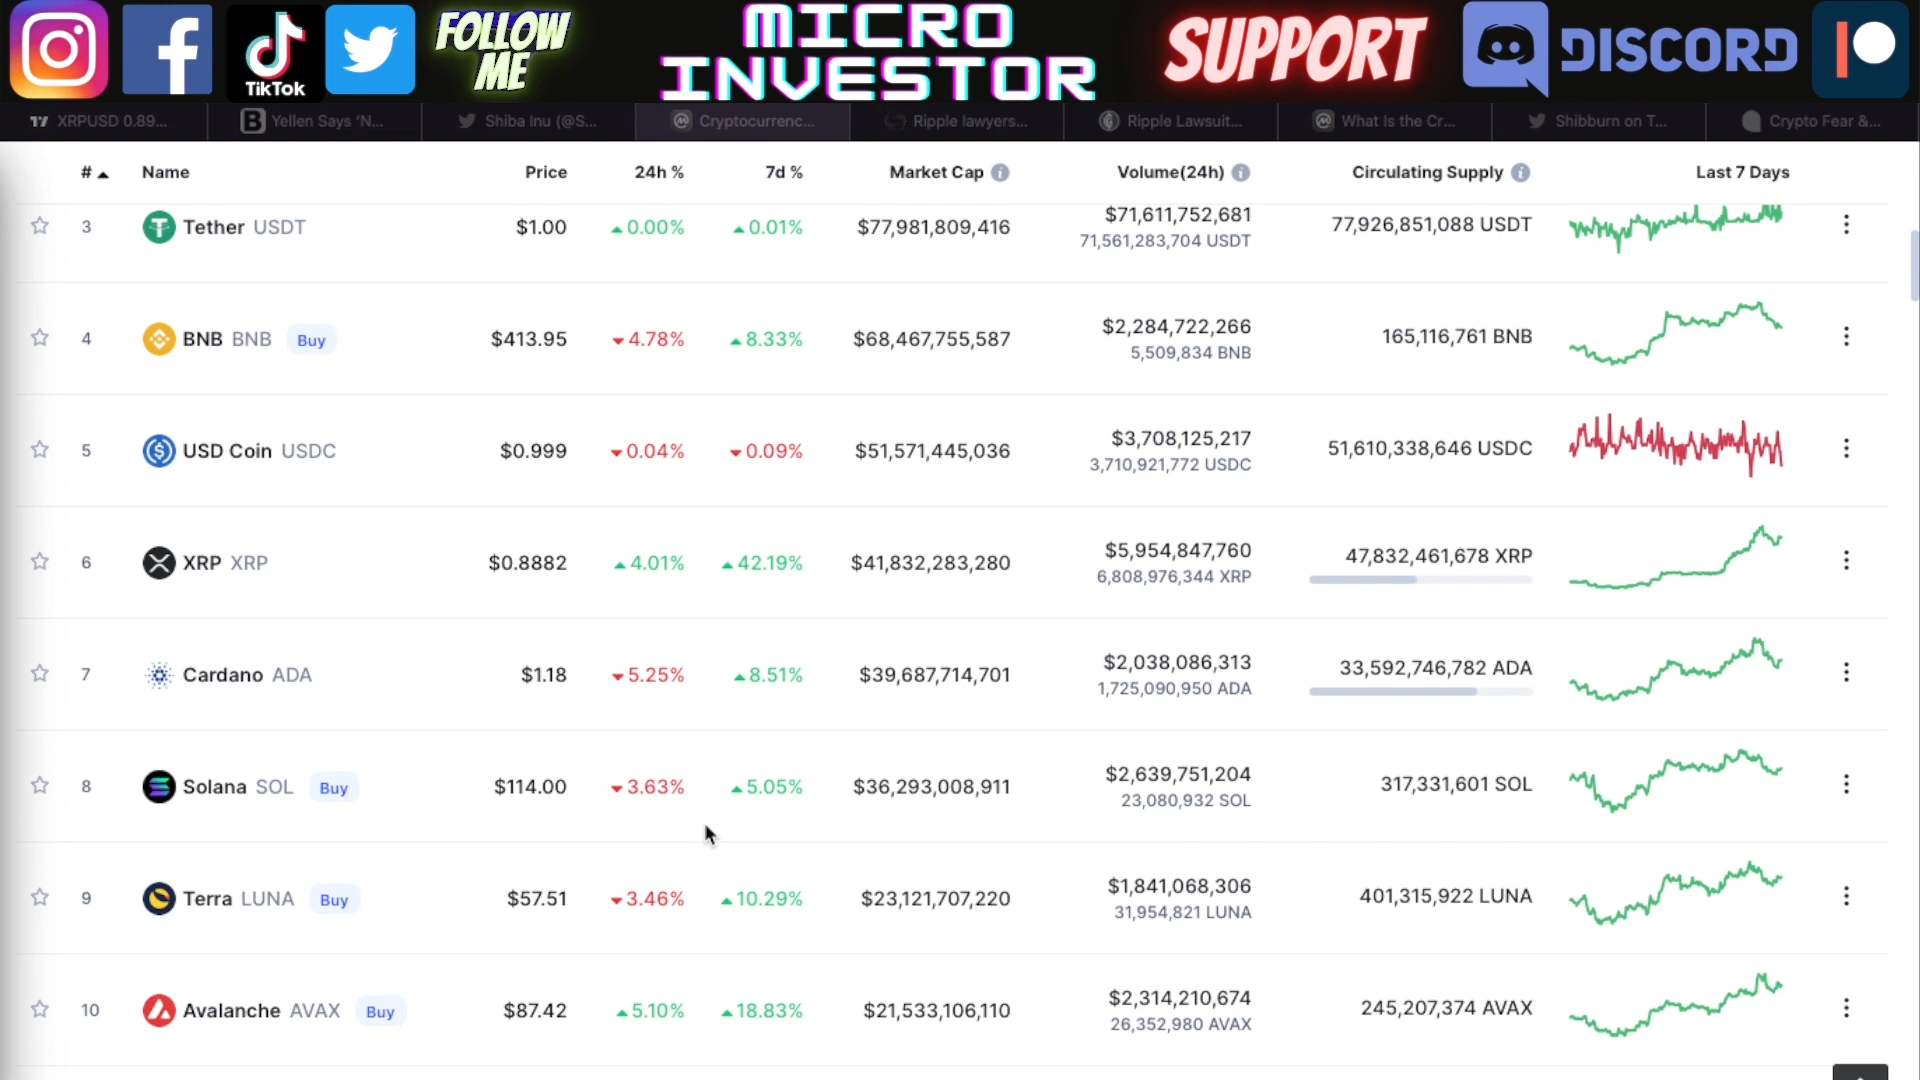 TikTok
FOLLOW
ME
MICRO
INVESTOR
SUPPORT
DISCORD
XRPUSD 0.89...
Yellen Says 'N...
Shiba Inu (@S...
Cryptocurrenc...
Ripple lawyers...
Ripple Lawsuit...
What Is the Cr...
Shibburn on T...
Crypto Fear &...
# Name Price 24h % 7d % Market Cap Volume(24h) Circulating Supply Last 7 Days
3 Tether USDT $1.00 0.00% 0.01% $77,981,809,416 $71,611,752,681 77,926,851,088 USDT
71,561,283,704 USDT
4 BNB BNB Buy $413.95 4.78% 8.33% $68,467,755,587 $2,284,722,266 165,116,761 BNB
5,509,834 BNB
5 USD Coin USDC $0.999 0.04% 0.09% $51,571,445,036 $3,708,125,217 51,610,338,646 USDC
3,710,921,772 USDC
6 XRP XRP $0.8882 4.01% 42.19% $41,832,283,280 $5,954,847,760 47,832,461,678 XRP
6,808,976,344 XRP
7 Cardano ADA $1.18 5.25% 8.51% $39,687,714,701 $2,038,086,313 33,592,746,782 ADA
1,725,090,950 ADA
8 Solana SOL Buy $114.00 3.63% 5.05% $36,293,008,911 $2,639,751,204 317,331,601 SOL
23,080,932 SOL
9 Terra LUNA Buy $57.51 3.46% 10.29% $23,121,707,220 $1,841,068,306 401,315,922 LUNA
31,954,821 LUNA
10 Avalanche AVAX Buy $87.42 5.10% 18.83% $21,533,106,110 $2,314,210,674 245,207,374 AVAX
26,352,980 AVAX